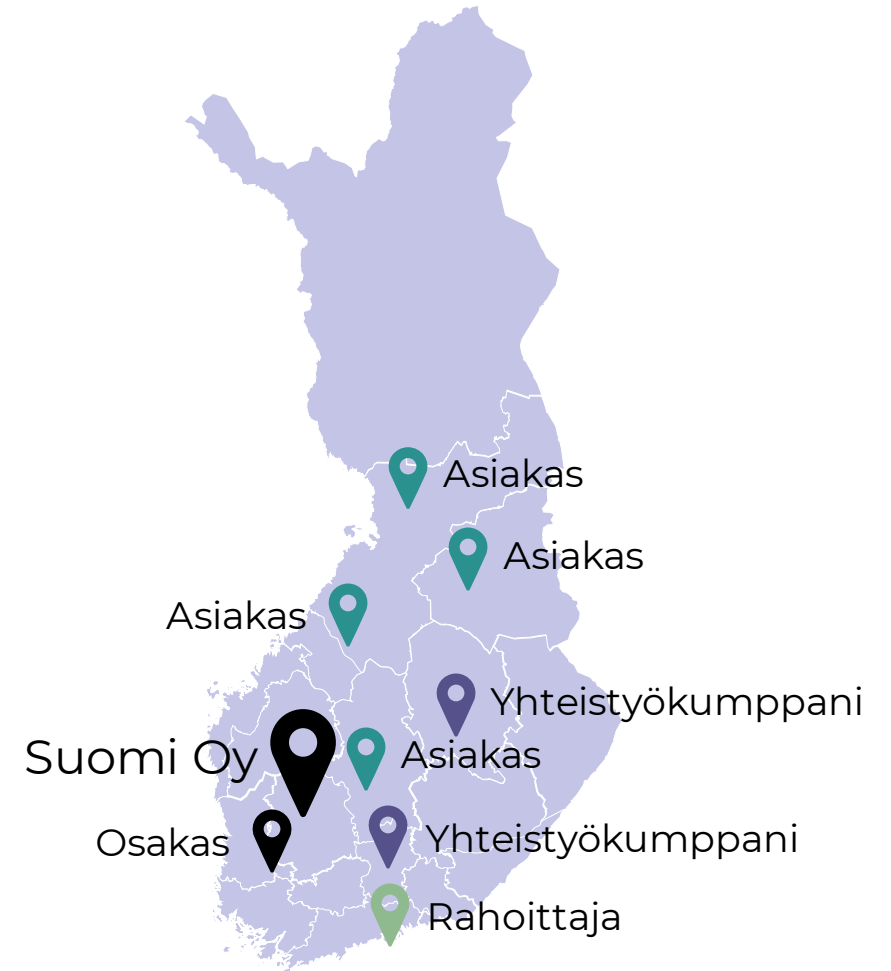 Asiakas
Asiakas
Asiakas
Yhteistyökumppani
Suomi Oy
Asiakas
Yhteistyökumppani
Osakas
Rahoittaja